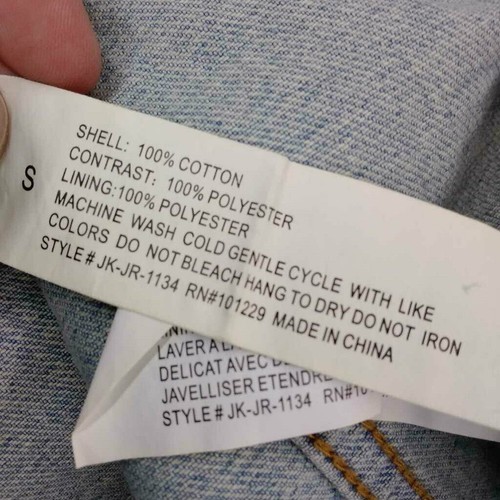 S
SHELL: 100% COTTON
CONTRAST: 100% POLYESTER
LINING:100% POLYESTER
MACHINE WASH COLD GENTLE CYCLE WITH LIKE
COLORS DO NOT BLEACH HANG TO DRY DO NOT IRON
STYLE # JK-JR-1134 RN#101229 MADE IN CHINA
LAVER A
DELICAT AVEC
JAVELLISER ETENDRE
STYLE # JK-JR-1134